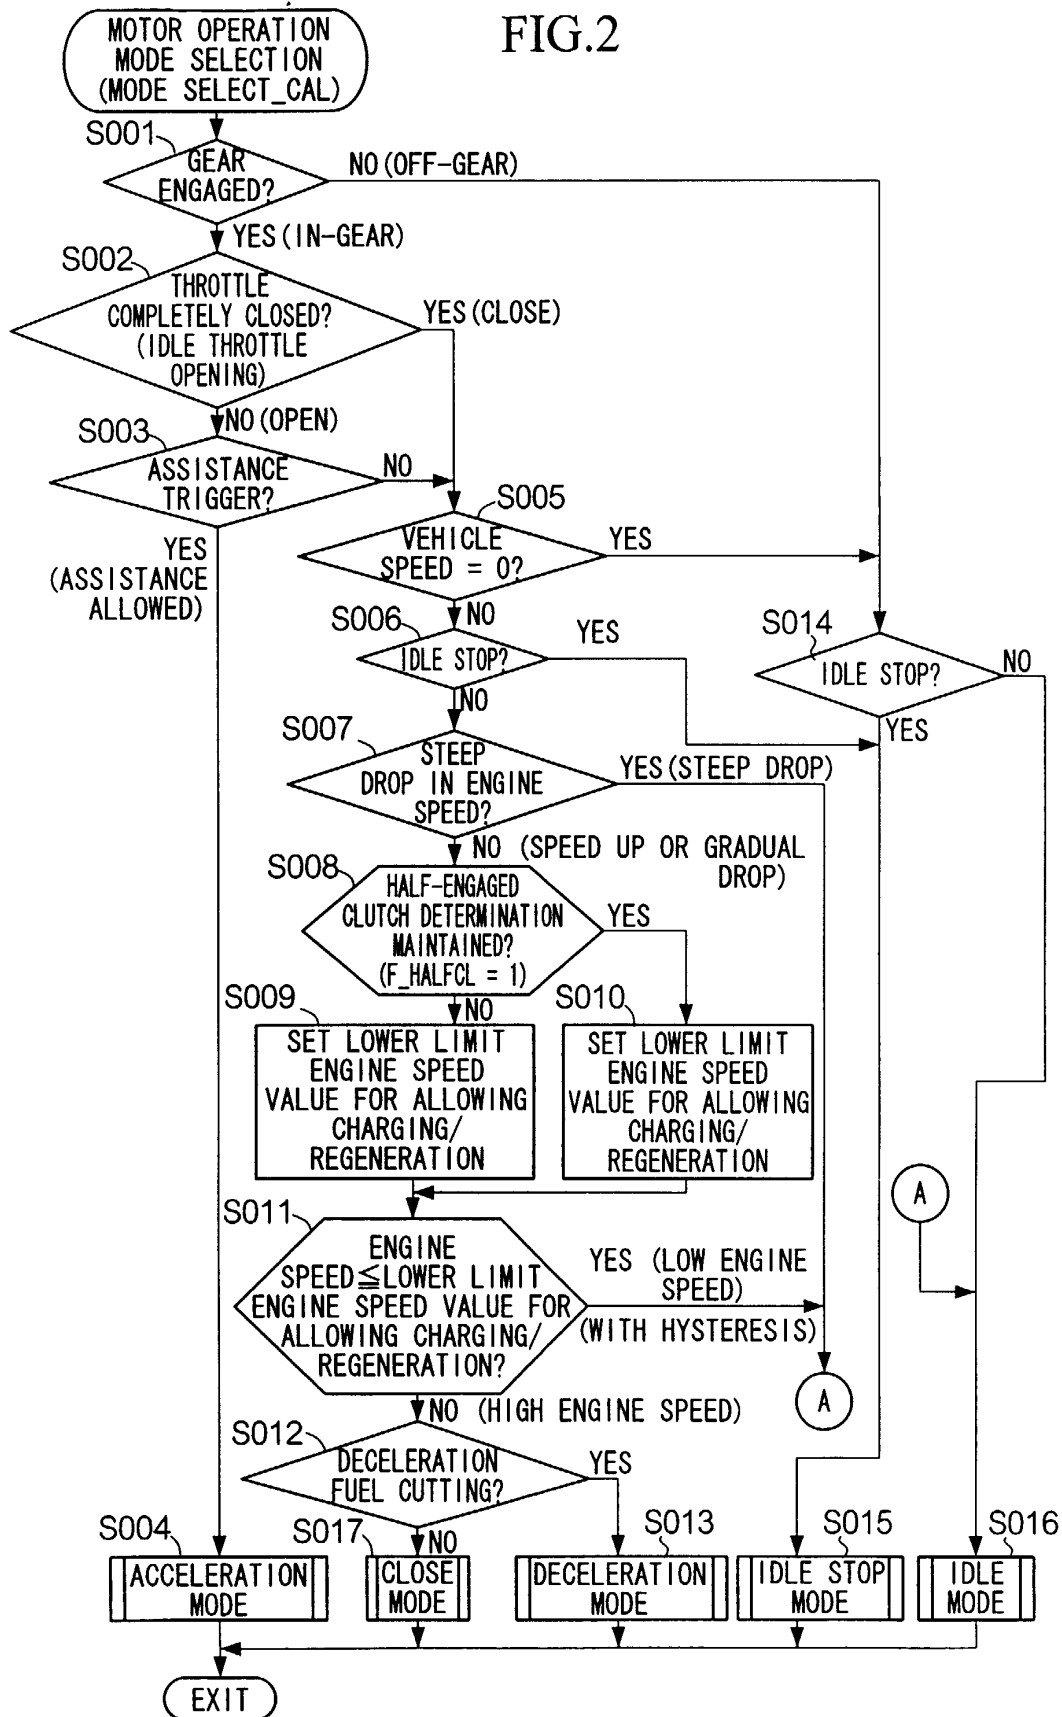 FIG.2
MOTOR OPERATION
MODE SELECTION
(MODE SELECT_CAL)
S001
GEAR
ENGAGED?
NO (OFF-GEAR)
YES (IN-GEAR)
S002
THROTTLE
COMPLETELY CLOSED?
(IDLE THROTTLE
OPENING)
YES (CLOSE)
NO (OPEN)
S003
ASSISTANCE
TRIGGER?
NO
YES
(ASSISTANCE
ALLOWED)
S005
VEHICLE
SPEED = 0?
YES
NO
S006
IDLE STOP?
YES
NO
S014
IDLE STOP?
NO
YES
S007
STEEP
DROP IN ENGINE
SPEED?
YES (STEEP DROP)
NO (SPEED UP OR GRADUAL
DROP)
S008
HALF-ENGAGED
CLUTCH DETERMINATION
MAINTAINED?
(F_HALFCL = 1)
YES
NO
S009
SET LOWER LIMIT
ENGINE SPEED
VALUE FOR ALLOWING
CHARGING/
REGENERATION
S010
SET LOWER LIMIT
ENGINE SPEED
VALUE FOR ALLOWING
CHARGING/
REGENERATION
A
S011
ENGINE
SPEED≦LOWER LIMIT
ENGINE SPEED VALUE FOR
ALLOWING CHARGING/
REGENERATION?
YES (LOW ENGINE
SPEED)
(WITH HYSTERESIS)
A
NO (HIGH ENGINE SPEED)
S012
DECELERATION
FUEL CUTTING?
YES
NO
S004
ACCELERATION
MODE
S017
CLOSE
MODE
S013
DECELERATION
MODE
S015
IDLE STOP
MODE
S016
IDLE
MODE
EXIT